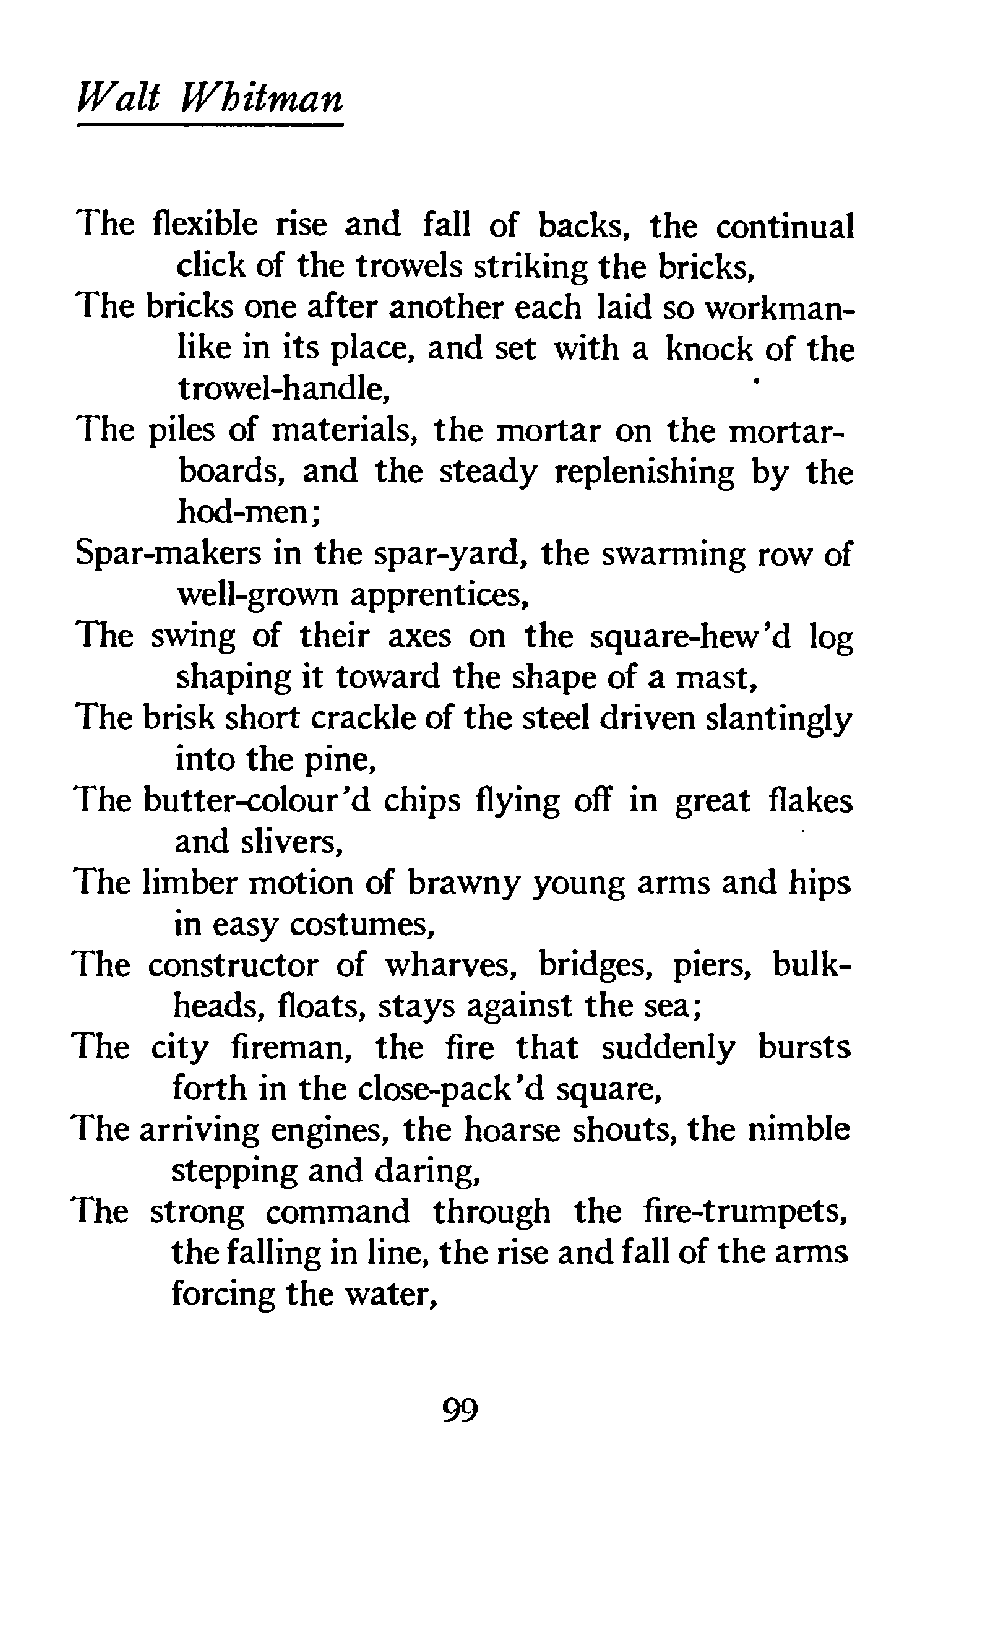 Walt Whitman
The flexible rise and fall of backs, the continual
click of the trowels striking the bricks,
The bricks one after another each laid so workman-
like in its place, and set with a knock of the
trowel-handle,
The piles of materials, the mortar on the mortar-
boards, and the steady replenishing by the
hod-men;
Spar-makers in the spar-yard, the swarming row of
well-grown apprentices,
The swing of their axes on the square-hew'd log
shaping it toward the shape of a mast,
The brisk short crackle of the steel driven slantingly
into the pine,
The butter-colour'd chips flying off in great flakes
and slivers,
The limber motion of brawny young arms and hips
in easy costumes,
The constructor of wharves, bridges, piers, bulk-
heads, floats, stays against the sea;
The city fireman, the fire that suddenly bursts
forth in the close-pack'd square,
The arriving engines, the hoarse shouts, the nimble
stepping and daring,
The strong command through the fire-trumpets,
the falling in line, the rise and fall of the arms
forcing the water,
99